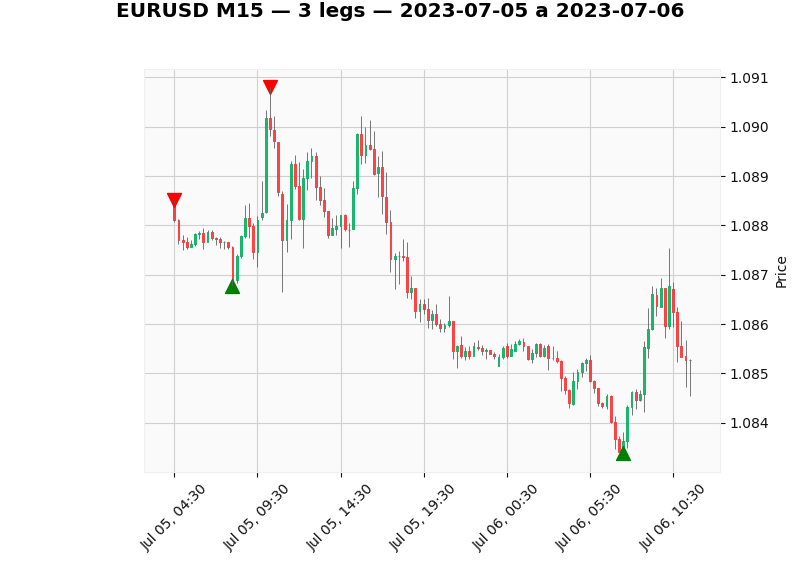 EURUSD M15 — 3 legs — 2023-07-05 a 2023-07-06
1.091
1.090
1.089
1.088
1.087
1.086
1.085
1.084
Price
Jul 05, 04:30
Jul 05, 09:30
Jul 05, 14:30
Jul 05, 19:30
Jul 06, 00:30
Jul 06, 05:30
Jul 06, 10:30